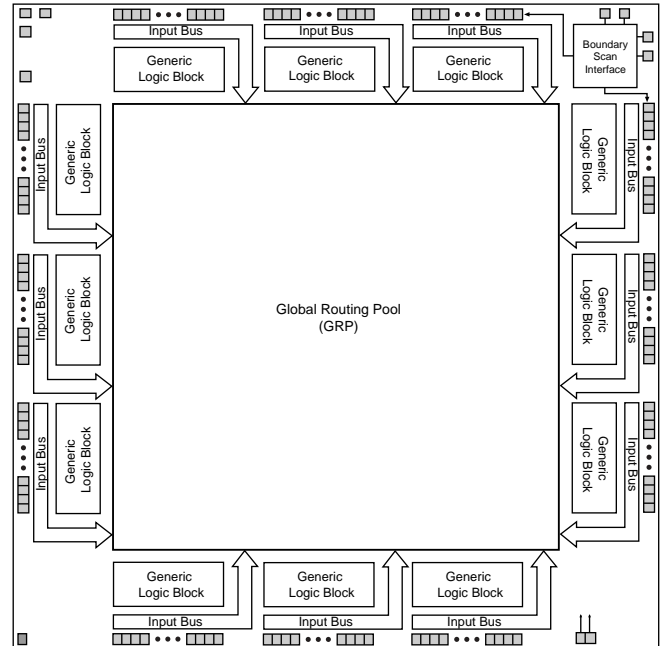 Input Bus
Input Bus
Input Bus
Generic
Logic Block
Generic
Logic Block
Generic
Logic Block
Boundary
Scan
Interface
Input Bus
Generic
Logic Block
Generic
Logic Block
Input Bus
Input Bus
Generic
Logic Block
Global Routing Pool
(GRP)
Generic
Logic Block
Input Bus
Input Bus
Generic
Logic Block
Generic
Logic Block
Input Bus
Generic
Logic Block
Generic
Logic Block
Generic
Logic Block
Input Bus
Input Bus
Input Bus